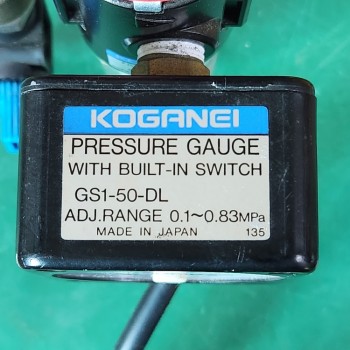 KOGANEI
PRESSURE GAUGE
WITH BUILT-IN SWITCH
GS1-50-DL
ADJ.RANGE 0.1~0.83MPa
MADE IN JAPAN 135